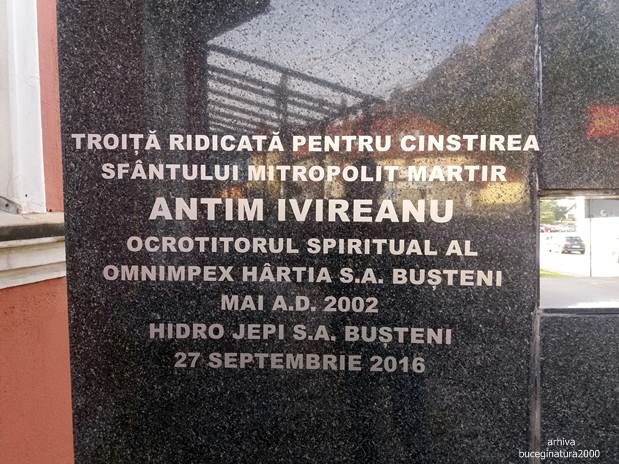 TROIȚĂ RIDICATĂ PENTRU CINSTIREA
SFÂNTULUI MITROPOLIT MARTIR
ANTIM IVIREANU
OCROTITORUL SPIRITUAL AL
OMNIMPEX HÂRTIA S.A. BUȘTENI
MAI A.D. 2002
HIDRO JEPI S.A. BUȘTENI
27 SEPTEMBRIE 2016
arhiva
buceginatura2000